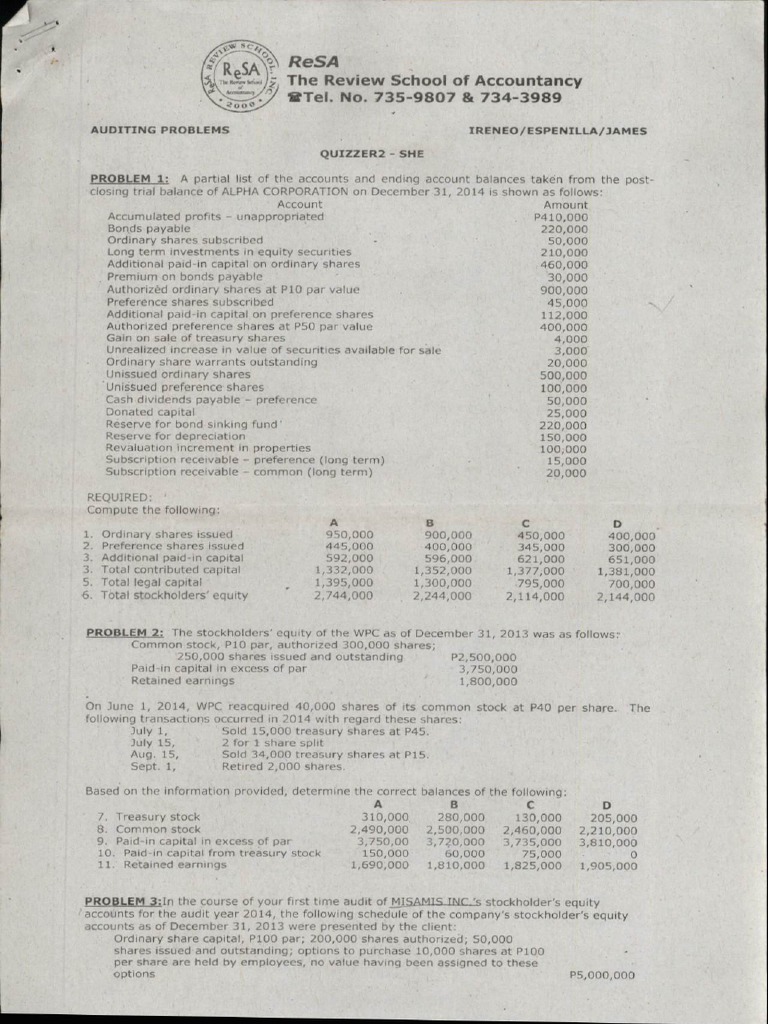 ReSA REVIEW SCHOOL, INC.
ReSA
The Review School
of
Accountancy
• 2000 •
ReSA
The Review School of Accountancy
☎Tel. No. 735-9807 & 734-3989
AUDITING PROBLEMS IRENEO/ESPENILLA/JAMES
QUIZZER2 - SHE
PROBLEM 1: A partial list of the accounts and ending account balances taken from the post-
closing trial balance of ALPHA CORPORATION on December 31, 2014 is shown as follows:
Account Amount
Accumulated profits – unappropriated P410,000
Bonds payable 220,000
Ordinary shares subscribed 50,000
Long term investments in equity securities 210,000
Additional paid-in capital on ordinary shares 460,000
Premium on bonds payable 30,000
Authorized ordinary shares at P10 par value 900,000
Preference shares subscribed 45,000
Additional paid-in capital on preference shares 112,000
Authorized preference shares at P50 par value 400,000
Gain on sale of treasury shares 4,000
Unrealized increase in value of securities available for sale 3,000
Ordinary share warrants outstanding 20,000
Unissued ordinary shares 500,000
Unissued preference shares 100,000
Cash dividends payable – preference 50,000
Donated capital 25,000
Reserve for bond sinking fund 220,000
Reserve for depreciation 150,000
Revaluation increment in properties 100,000
Subscription receivable – preference (long term) 15,000
Subscription receivable – common (long term) 20,000
REQUIRED:
Compute the following:
A B C D
1. Ordinary shares issued 950,000 900,000 450,000 400,000
2. Preference shares issued 445,000 400,000 345,000 300,000
3. Additional paid-in capital 592,000 596,000 621,000 651,000
3. Total contributed capital 1,332,000 1,352,000 1,377,000 1,381,000
5. Total legal capital 1,395,000 1,300,000 795,000 700,000
6. Total stockholders' equity 2,744,000 2,244,000 2,114,000 2,144,000
PROBLEM 2: The stockholders' equity of the WPC as of December 31, 2013 was as follows:
Common stock, P10 par, authorized 300,000 shares;
250,000 shares issued and outstanding P2,500,000
Paid-in capital in excess of par 3,750,000
Retained earnings 1,800,000
On June 1, 2014, WPC reacquired 40,000 shares of its common stock at P40 per share. The
following transactions occurred in 2014 with regard these shares:
July 1, Sold 15,000 treasury shares at P45.
July 15, 2 for 1 share split
Aug. 15, Sold 34,000 treasury shares at P15.
Sept. 1, Retired 2,000 shares.
Based on the information provided, determine the correct balances of the following:
A B C D
7. Treasury stock 310,000 280,000 130,000 205,000
8. Common stock 2,490,000 2,500,000 2,460,000 2,210,000
9. Paid-in capital in excess of par 3,750,00 3,720,000 3,735,000 3,810,000
10. Paid-in capital from treasury stock 150,000 60,000 75,000 0
11. Retained earnings 1,690,000 1,810,000 1,825,000 1,905,000
PROBLEM 3:In the course of your first time audit of MISAMIS INC.'s stockholder's equity
accounts for the audit year 2014, the following schedule of the company's stockholder's equity
accounts as of December 31, 2013 were presented by the client:
Ordinary share capital, P100 par; 200,000 shares authorized; 50,000
shares issued and outstanding; options to purchase 10,000 shares at P100
per share are held by employees, no value having been assigned to these
options P5,000,000